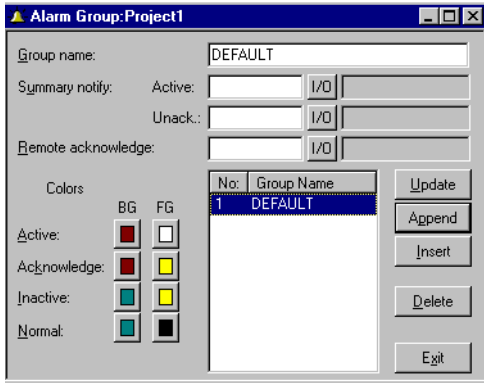 Alarm Group:Project1
Group name: DEFAULT
Summary notify: Active: I/O
Unack.: I/O
Remote acknowledge: I/O
Colors
BG FG
Active:
Acknowledge:
Inactive:
Normal:
No: Group Name
1 DEFAULT
Update
Append
Insert
Delete
Exit